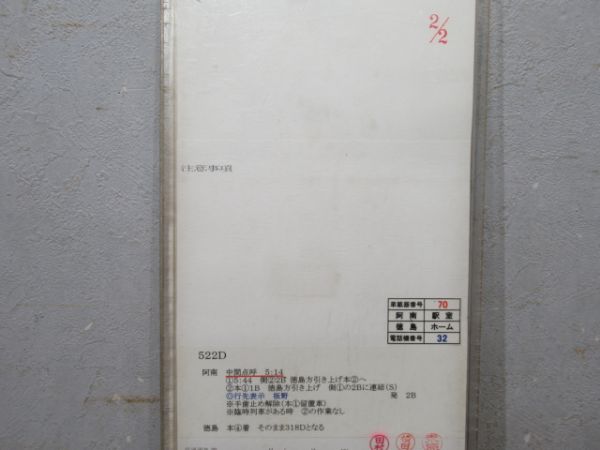 2/2
注意事項
乗継器番号 70
阿南 駅室
徳島 ホーム
電話機番号 32
522D
阿南 中間点呼 5:14
①5:44 側②2B 徳島方引き上げ本②へ
②本①1B 徳島方引き上げ 側①の2Bに連結(S)
◎行先表示 板野 発 2B
※手歯止め解除(本①留置車)
※臨時列車がある時 ②の作業なし
徳島 本④着 そのまま318Dとなる